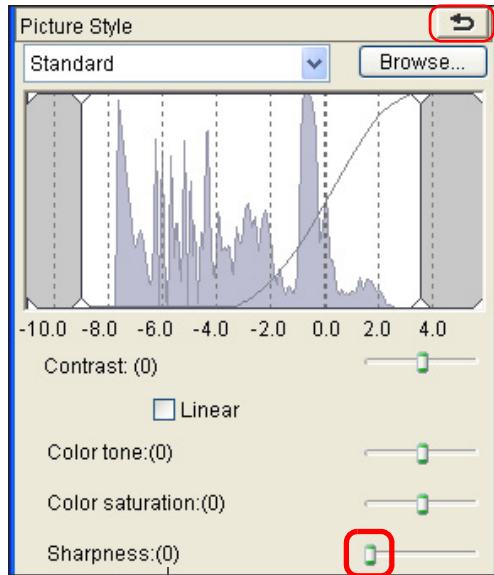 Picture Style
Standard Browse...
-10.0 -8.0 -6.0 -4.0 -2.0 0.0 2.0 4.0
Contrast: (0)
Linear
Color tone:(0)
Color saturation:(0)
Sharpness:(0)